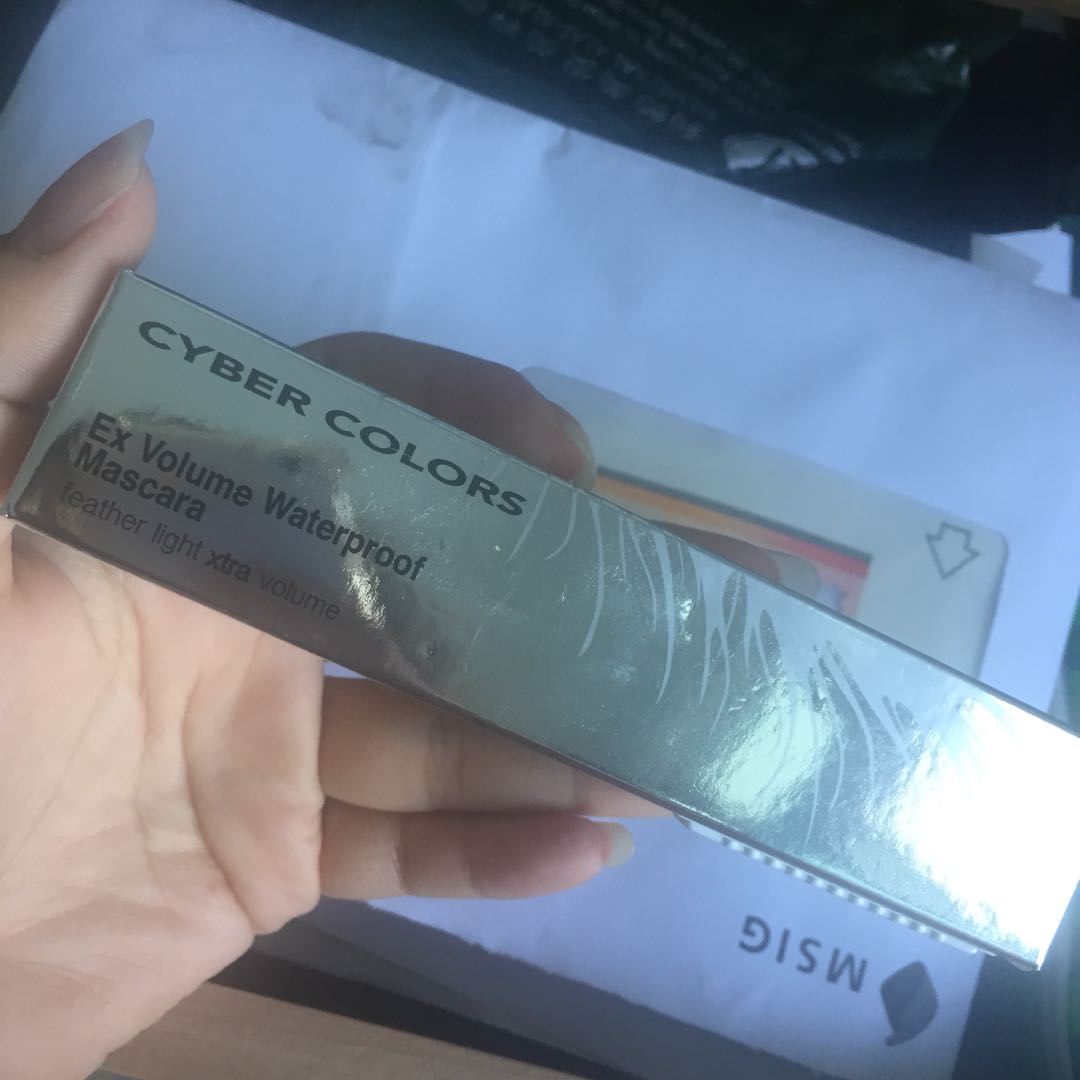 CYBER COLORS
Ex Volume Waterproof
Mascara
feather light xtra volume
MSIG